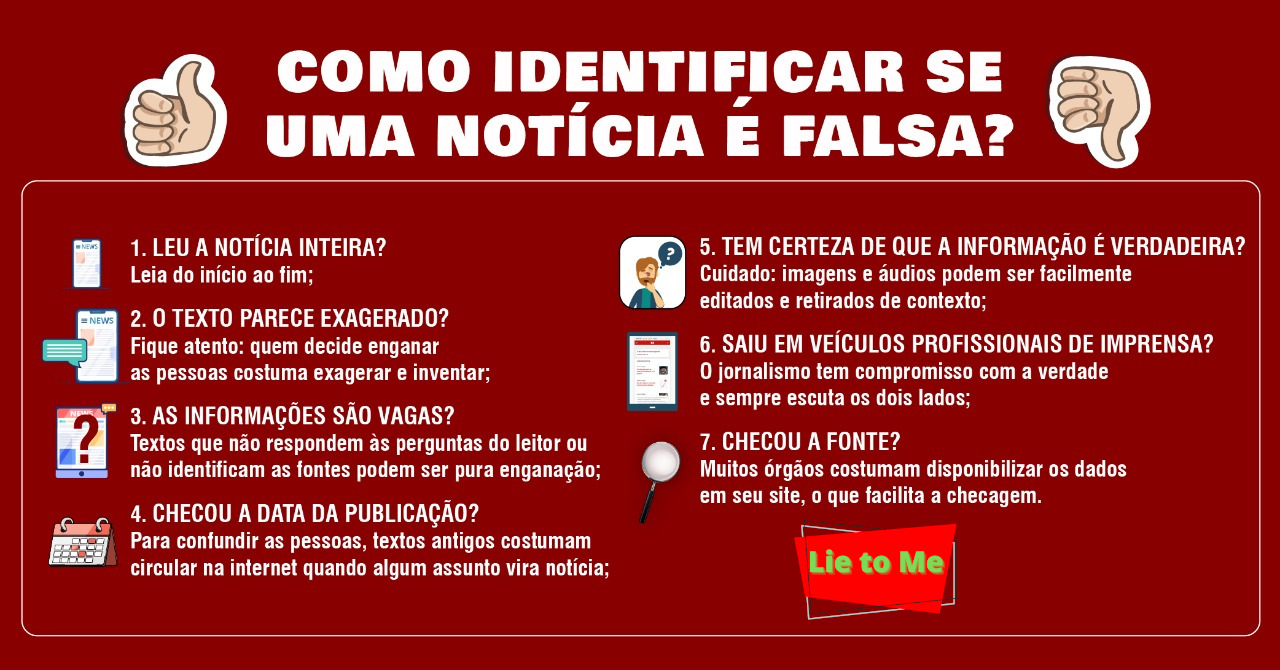 COMO IDENTIFICAR SE
UMA NOTÍCIA É FALSA?
1. LEU A NOTÍCIA INTEIRA?
Leia do início ao fim;
NEWS
2. O TEXTO PARECE EXAGERADO?
Fique atento: quem decide enganar
as pessoas costuma exagerar e inventar;
NEWS
3. AS INFORMAÇÕES SÃO VAGAS?
Textos que não respondem às perguntas do leitor ou
não identificam as fontes podem ser pura enganação;
NEWS
?
4. CHECOU A DATA DA PUBLICAÇÃO?
Para confundir as pessoas, textos antigos costumam
circular na internet quando algum assunto vira notícia;
5. TEM CERTEZA DE QUE A INFORMAÇÃO É VERDADEIRA?
Cuidado: imagens e áudios podem ser facilmente
editados e retirados de contexto;
?
6. SAIU EM VEÍCULOS PROFISSIONAIS DE IMPRENSA?
O jornalismo tem compromisso com a verdade
e sempre escuta os dois lados;
7. CHECOU A FONTE?
Muitos órgãos costumam disponibilizar os dados
em seu site, o que facilita a checagem.
Lie to Me